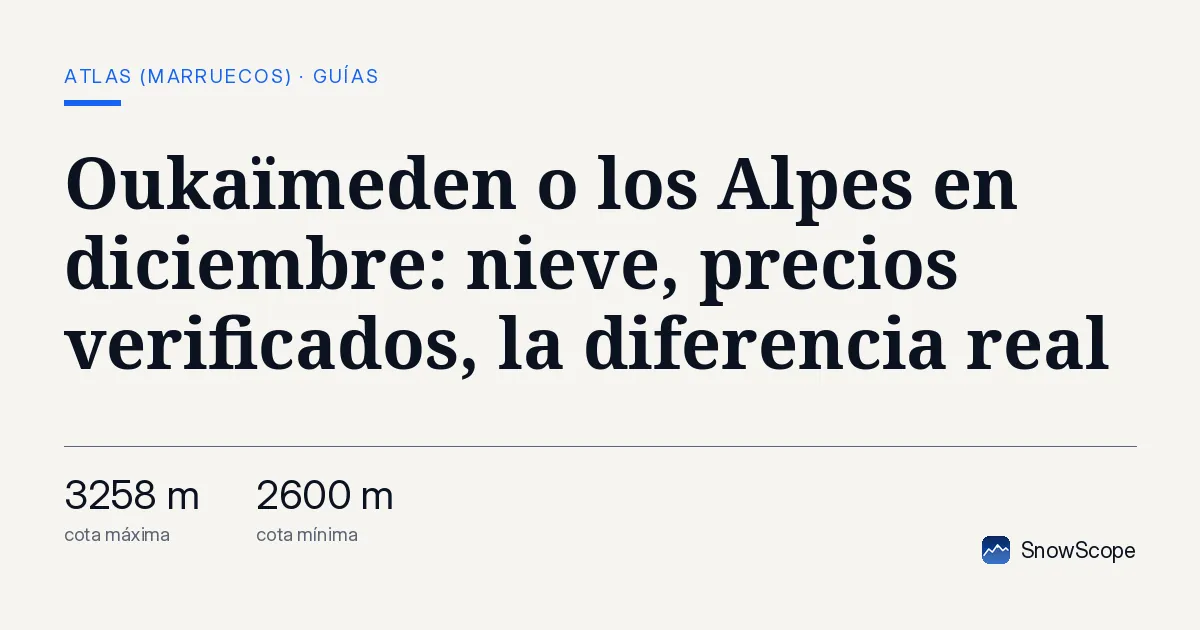 ATLAS (MARRUECOS) · GUÍAS
Oukaïmeden o los Alpes en
diciembre: nieve, precios
verificados, la diferencia real
3258 m
2600 m
cota máxima
cota mínima
SnowScope